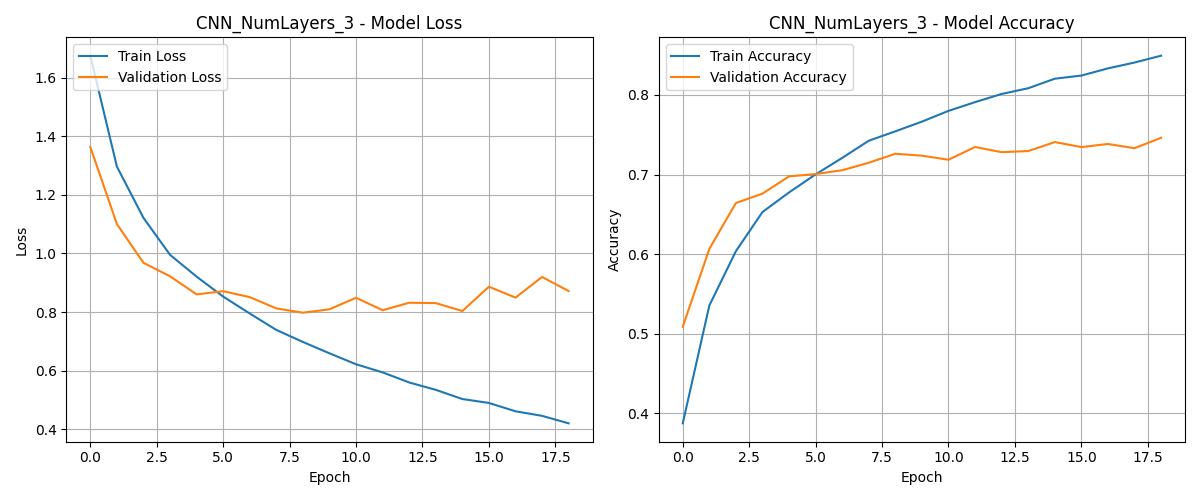 CNN_NumLayers_3 - Model Loss
Train Loss
Validation Loss
1.6
1.4
1.2
1.0
0.8
0.6
0.4
Loss
0.0 2.5 5.0 7.5 10.0 12.5 15.0 17.5
Epoch
CNN_NumLayers_3 - Model Accuracy
Train Accuracy
Validation Accuracy
0.8
0.7
0.6
0.5
0.4
Accuracy
0.0 2.5 5.0 7.5 10.0 12.5 15.0 17.5
Epoch